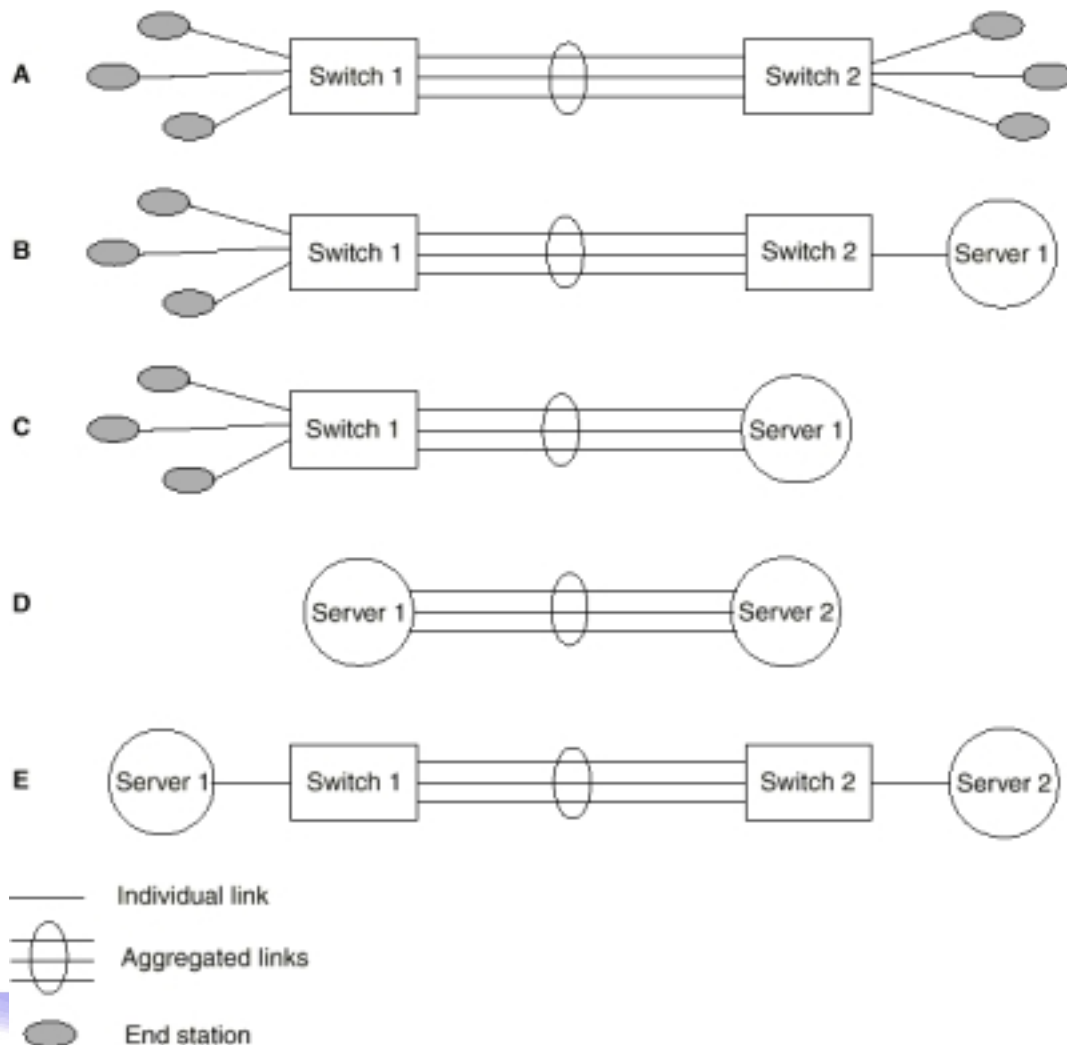 A Switch 1 Switch 2
B Switch 1 Switch 2 Server 1
C Switch 1 Server 1
D Server 1 Server 2
E Server 1 Switch 1 Switch 2 Server 2
Individual link
Aggregated links
End station